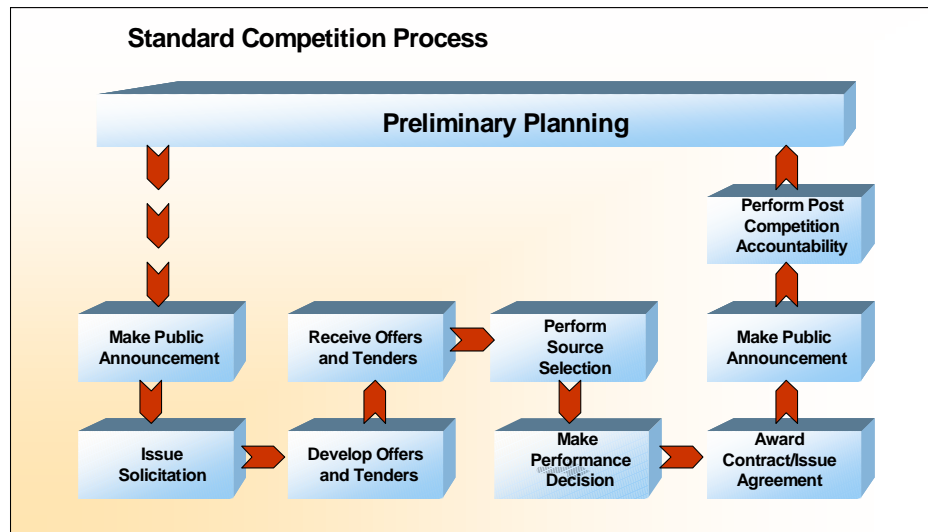 Standard Competition Process
Preliminary Planning
Perform Post
Competition
Accountability
Make Public
Announcement
Receive Offers
and Tenders
Perform
Source
Selection
Make Public
Announcement
Issue
Solicitation
Develop Offers
and Tenders
Make
Performance
Decision
Award
Contract/Issue
Agreement